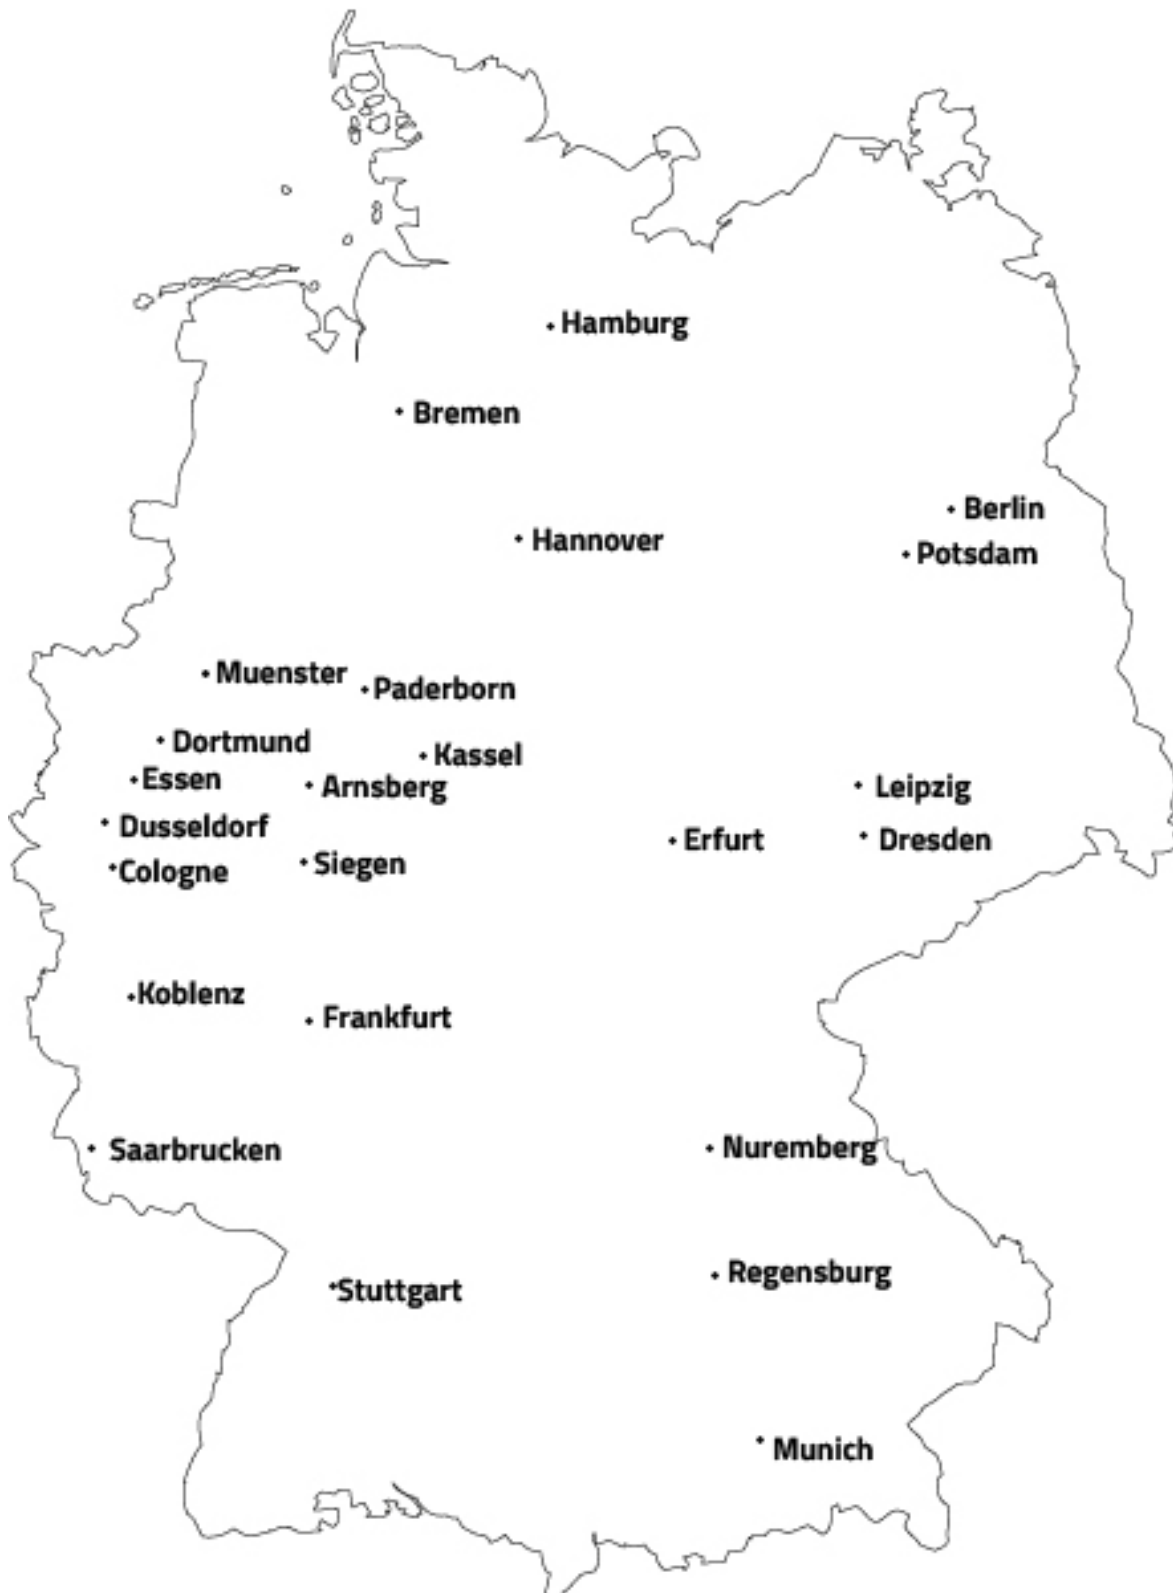 Hamburg
Bremen
Berlin
Hannover
Potsdam
Muenster
Paderborn
Dortmund
Kassel
Essen
Arnsberg
Leipzig
Dusseldorf
Erfurt
Dresden
Cologne
Siegen
Koblenz
Frankfurt
Saarbrucken
Nuremberg
Regensburg
Stuttgart
Munich